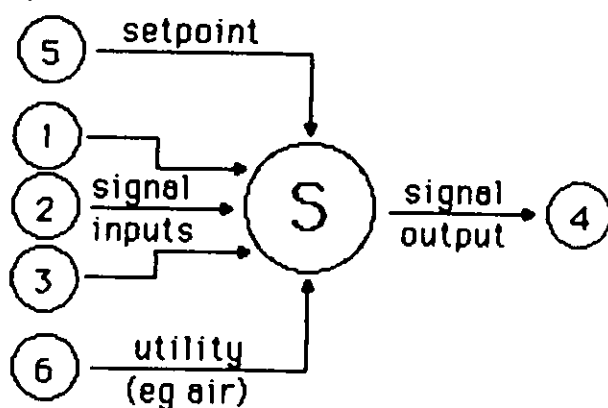 5
setpoint
1
2
signal
inputs
3
S
signal
output
4
6
utility
(eg air)